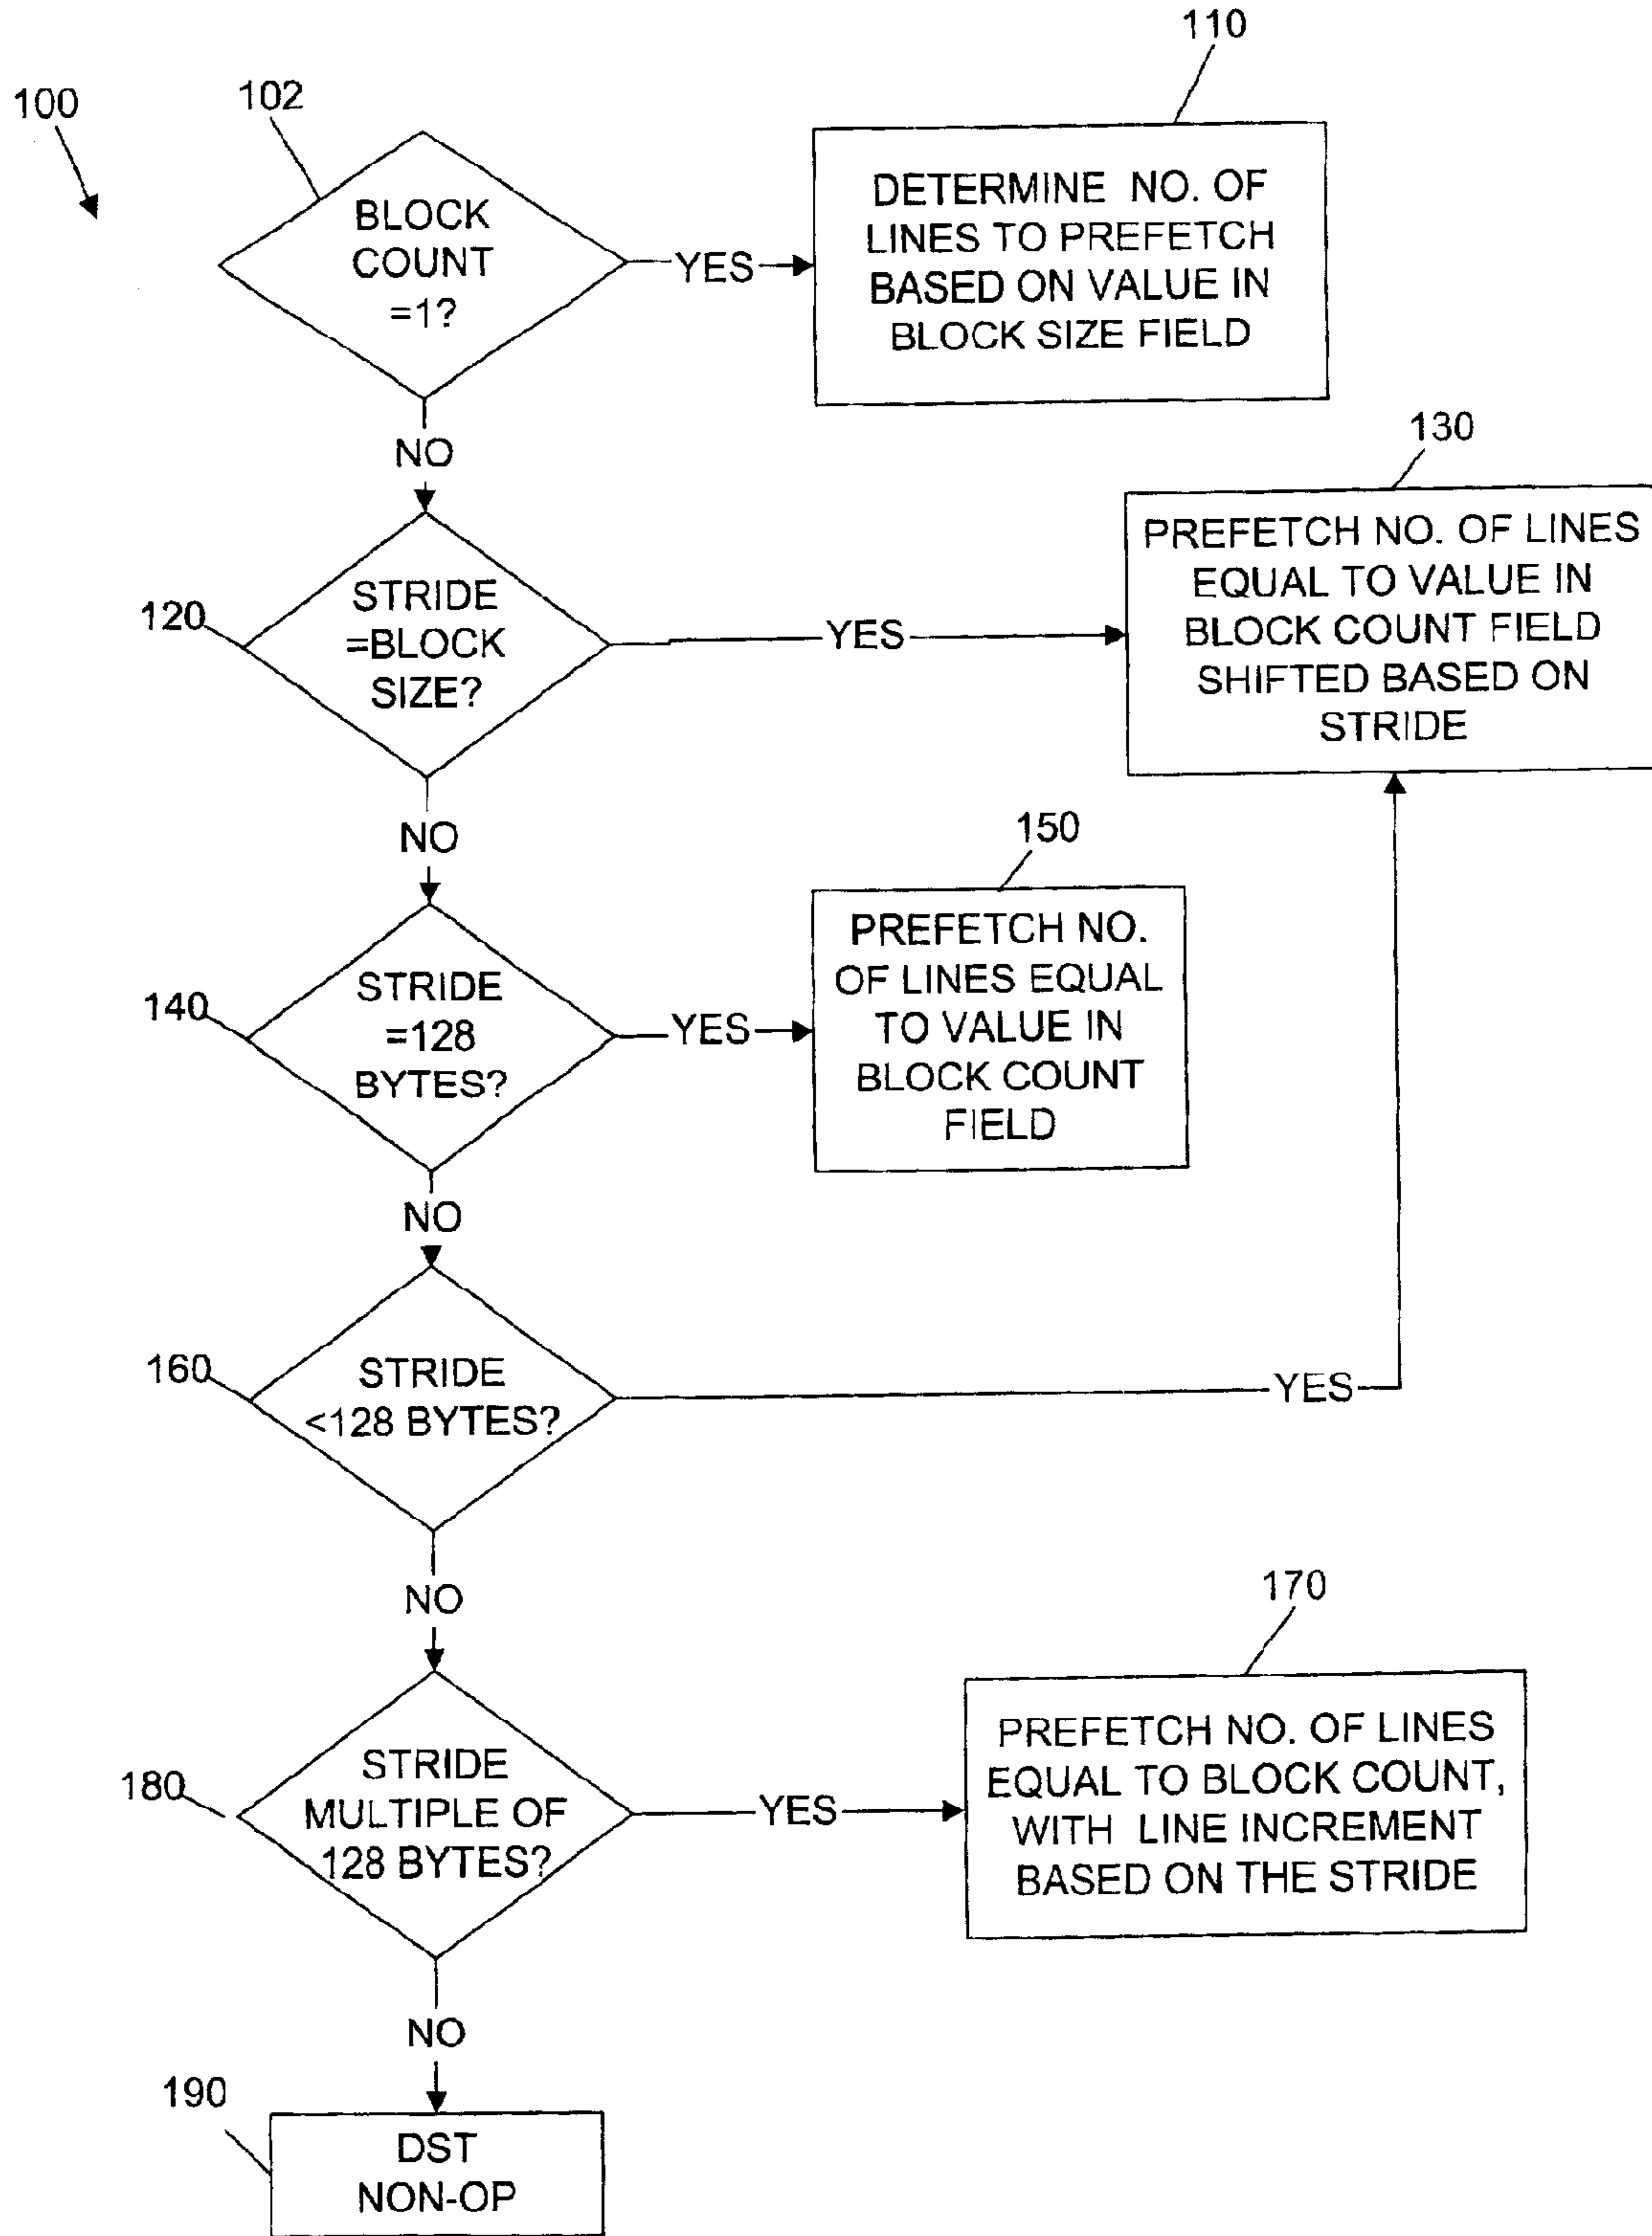 110
100
102
BLOCK
COUNT
=1?
YES
DETERMINE NO. OF
LINES TO PREFETCH
BASED ON VALUE IN
BLOCK SIZE FIELD
NO
130
120
STRIDE
=BLOCK
SIZE?
YES
PREFETCH NO. OF LINES
EQUAL TO VALUE IN
BLOCK COUNT FIELD
SHIFTED BASED ON
STRIDE
NO
150
140
STRIDE
=128
BYTES?
YES
PREFETCH NO.
OF LINES EQUAL
TO VALUE IN
BLOCK COUNT
FIELD
NO
160
STRIDE
<128 BYTES?
YES
NO
170
180
STRIDE
MULTIPLE OF
128 BYTES?
YES
PREFETCH NO. OF LINES
EQUAL TO BLOCK COUNT,
WITH LINE INCREMENT
BASED ON THE STRIDE
NO
190
DST
NON-OP